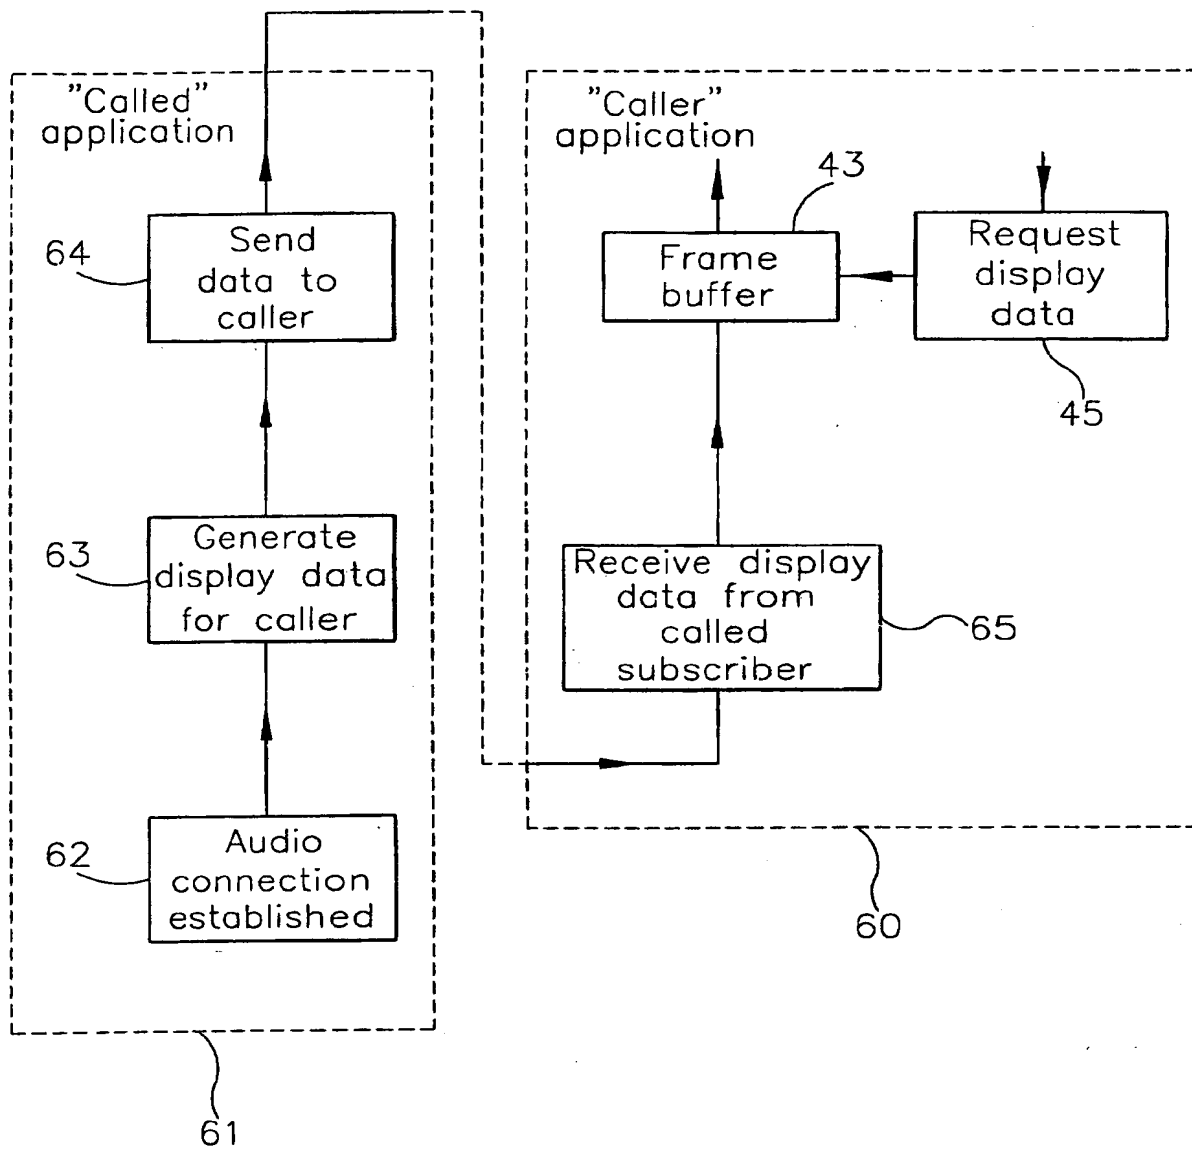 "Called"
application
64
Send
data to
caller
63
Generate
display data
for caller
62
Audio
connection
established
61
"Caller"
application
43
Frame
buffer
Request
display
data
45
Receive display
data from
called
subscriber
65
60